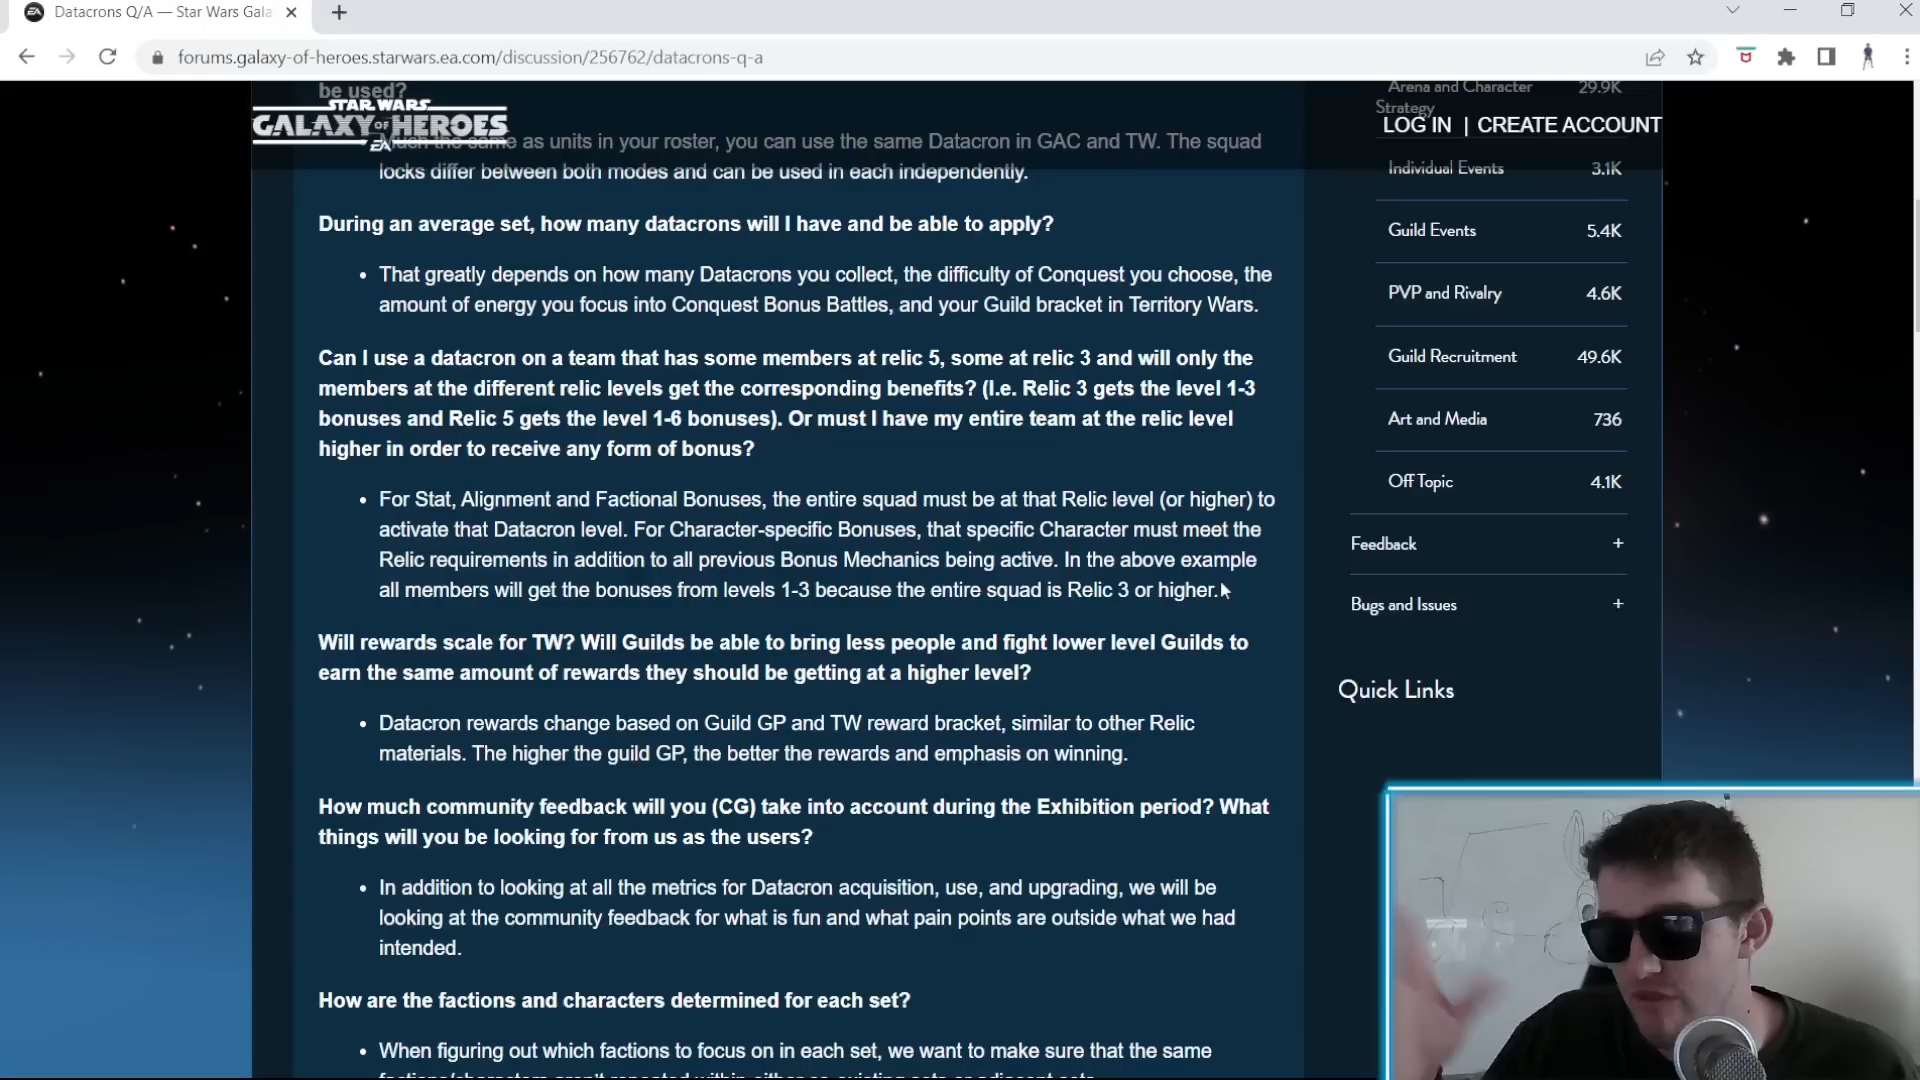 Datacrons Q/A — Star Wars Gala
forums.galaxy-of-heroes.starwars.ea.com/discussion/256762/datacrons-q-a
be used?
STAR WARS
GALAXY OF HEROES
EA
LOG IN | CREATE ACCOUNT
Much the same as units in your roster, you can use the same Datacron in GAC and TW. The squad
locks differ between both modes and can be used in each independently.
During an average set, how many datacrons will I have and be able to apply?
• That greatly depends on how many Datacrons you collect, the difficulty of Conquest you choose, the
amount of energy you focus into Conquest Bonus Battles, and your Guild bracket in Territory Wars.
Can I use a datacron on a team that has some members at relic 5, some at relic 3 and will only the
members at the different relic levels get the corresponding benefits? (I.e. Relic 3 gets the level 1-3
bonuses and Relic 5 gets the level 1-6 bonuses). Or must I have my entire team at the relic level
higher in order to receive any form of bonus?
• For Stat, Alignment and Factional Bonuses, the entire squad must be at that Relic level (or higher) to
activate that Datacron level. For Character-specific Bonuses, that specific Character must meet the
Relic requirements in addition to all previous Bonus Mechanics being active. In the above example
all members will get the bonuses from levels 1-3 because the entire squad is Relic 3 or higher.
Will rewards scale for TW? Will Guilds be able to bring less people and fight lower level Guilds to
earn the same amount of rewards they should be getting at a higher level?
• Datacron rewards change based on Guild GP and TW reward bracket, similar to other Relic
materials. The higher the guild GP, the better the rewards and emphasis on winning.
How much community feedback will you (CG) take into account during the Exhibition period? What
things will you be looking for from us as the users?
• In addition to looking at all the metrics for Datacron acquisition, use, and upgrading, we will be
looking at the community feedback for what is fun and what pain points are outside what we had
intended.
How are the factions and characters determined for each set?
• When figuring out which factions to focus on in each set, we want to make sure that the same
Arena and Character 29.9K
Strategy
Individual Events 3.1K
Guild Events 5.4K
PVP and Rivalry 4.6K
Guild Recruitment 49.6K
Art and Media 736
Off Topic 4.1K
Feedback +
Bugs and Issues +
Quick Links